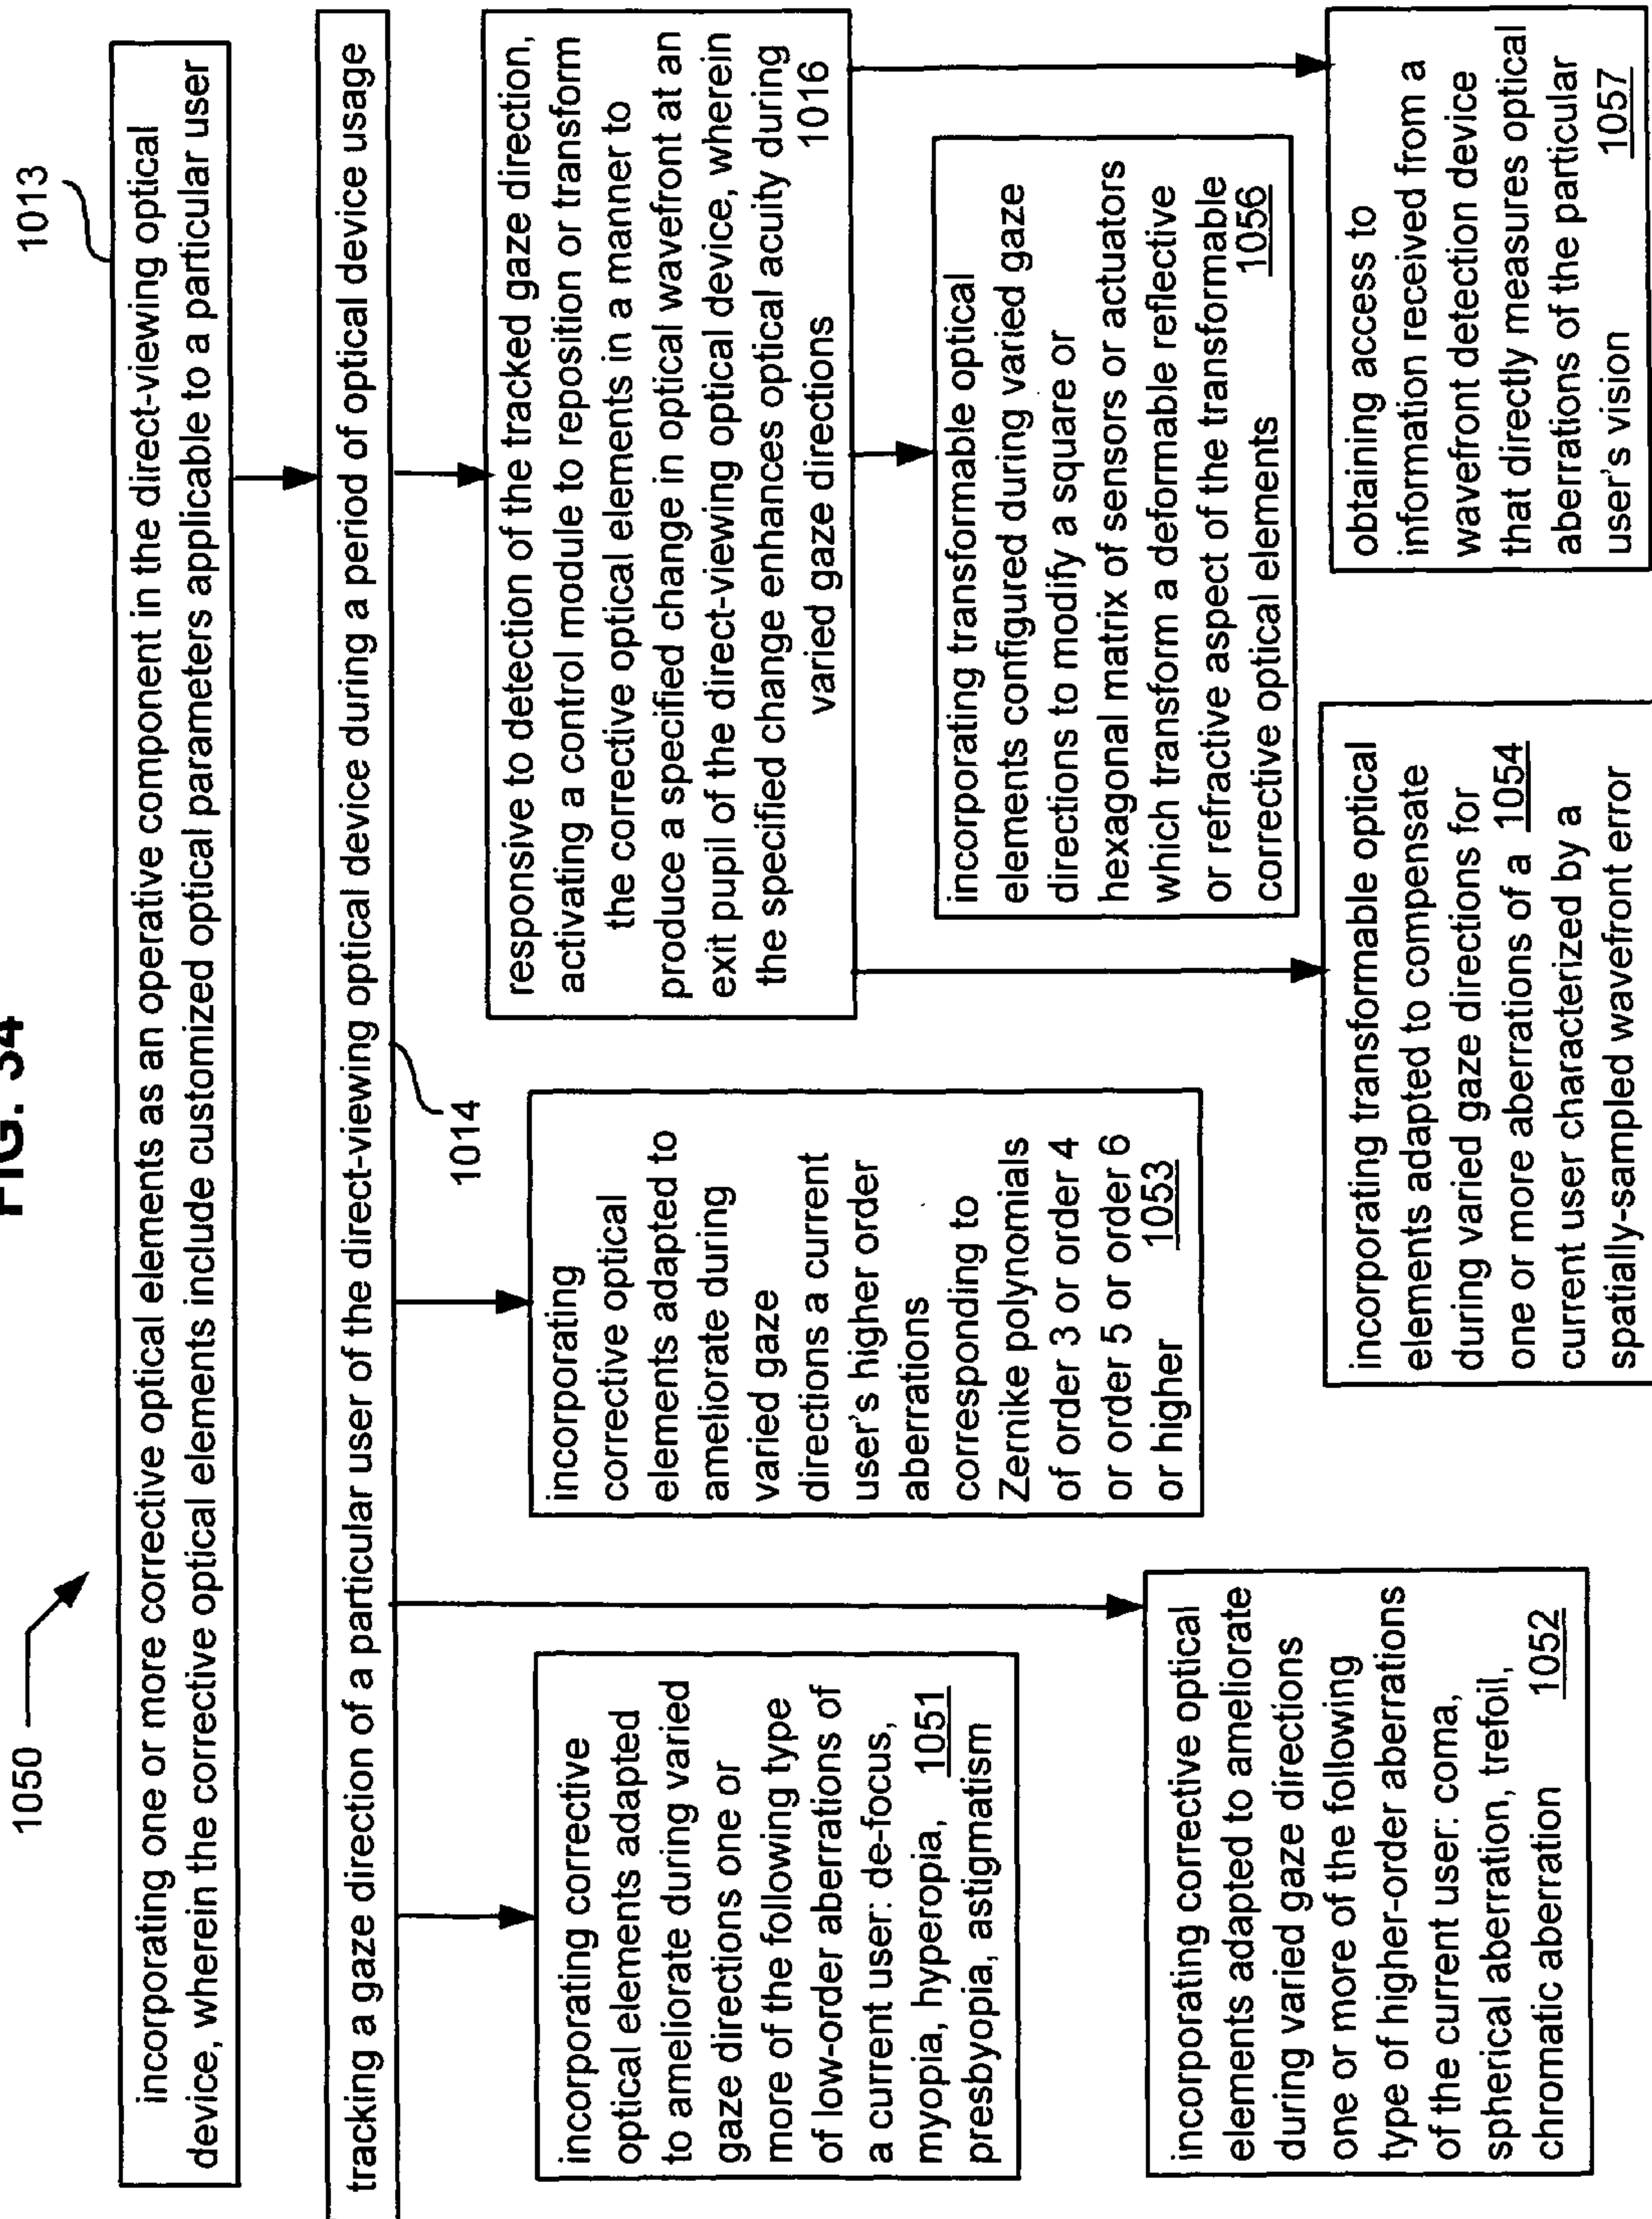 FIG. 34
1050
1013
incorporating one or more corrective optical elements as an operative component in the direct-viewing optical
device, wherein the corrective optical elements include customized optical parameters applicable to a particular user
tracking a gaze direction of a particular user of the direct-viewing optical device during a period of optical device usage
1014
incorporating corrective
optical elements adapted
to ameliorate during varied
gaze directions one or
more of the following type
of low-order aberrations of
a current user: de-focus,
myopia, hyperopia, 1051
presbyopia, astigmatism
incorporating
corrective optical
elements adapted to
ameliorate during
varied gaze
directions a current
user's higher order
aberrations
corresponding to
Zernike polynomials
of order 3 or order 4
or order 5 or order 6
or higher 1053
responsive to detection of the tracked gaze direction,
activating a control module to reposition or transform
the corrective optical elements in a manner to
produce a specified change in optical wavefront at an
exit pupil of the direct-viewing optical device, wherein
the specified change enhances optical acuity during
varied gaze directions 1016
incorporating transformable optical
elements configured during varied gaze
directions to modify a square or
hexagonal matrix of sensors or actuators
which transform a deformable reflective
or refractive aspect of the transformable
corrective optical elements 1056
incorporating corrective optical
elements adapted to ameliorate
during varied gaze directions
one or more of the following
type of higher-order aberrations
of the current user: coma,
spherical aberration, trefoil,
chromatic aberration 1052
incorporating transformable optical
elements adapted to compensate
during varied gaze directions for
one or more aberrations of a 1054
current user characterized by a
spatially-sampled wavefront error
obtaining access to
information received from a
wavefront detection device
that directly measures optical
aberrations of the particular
user's vision 1057